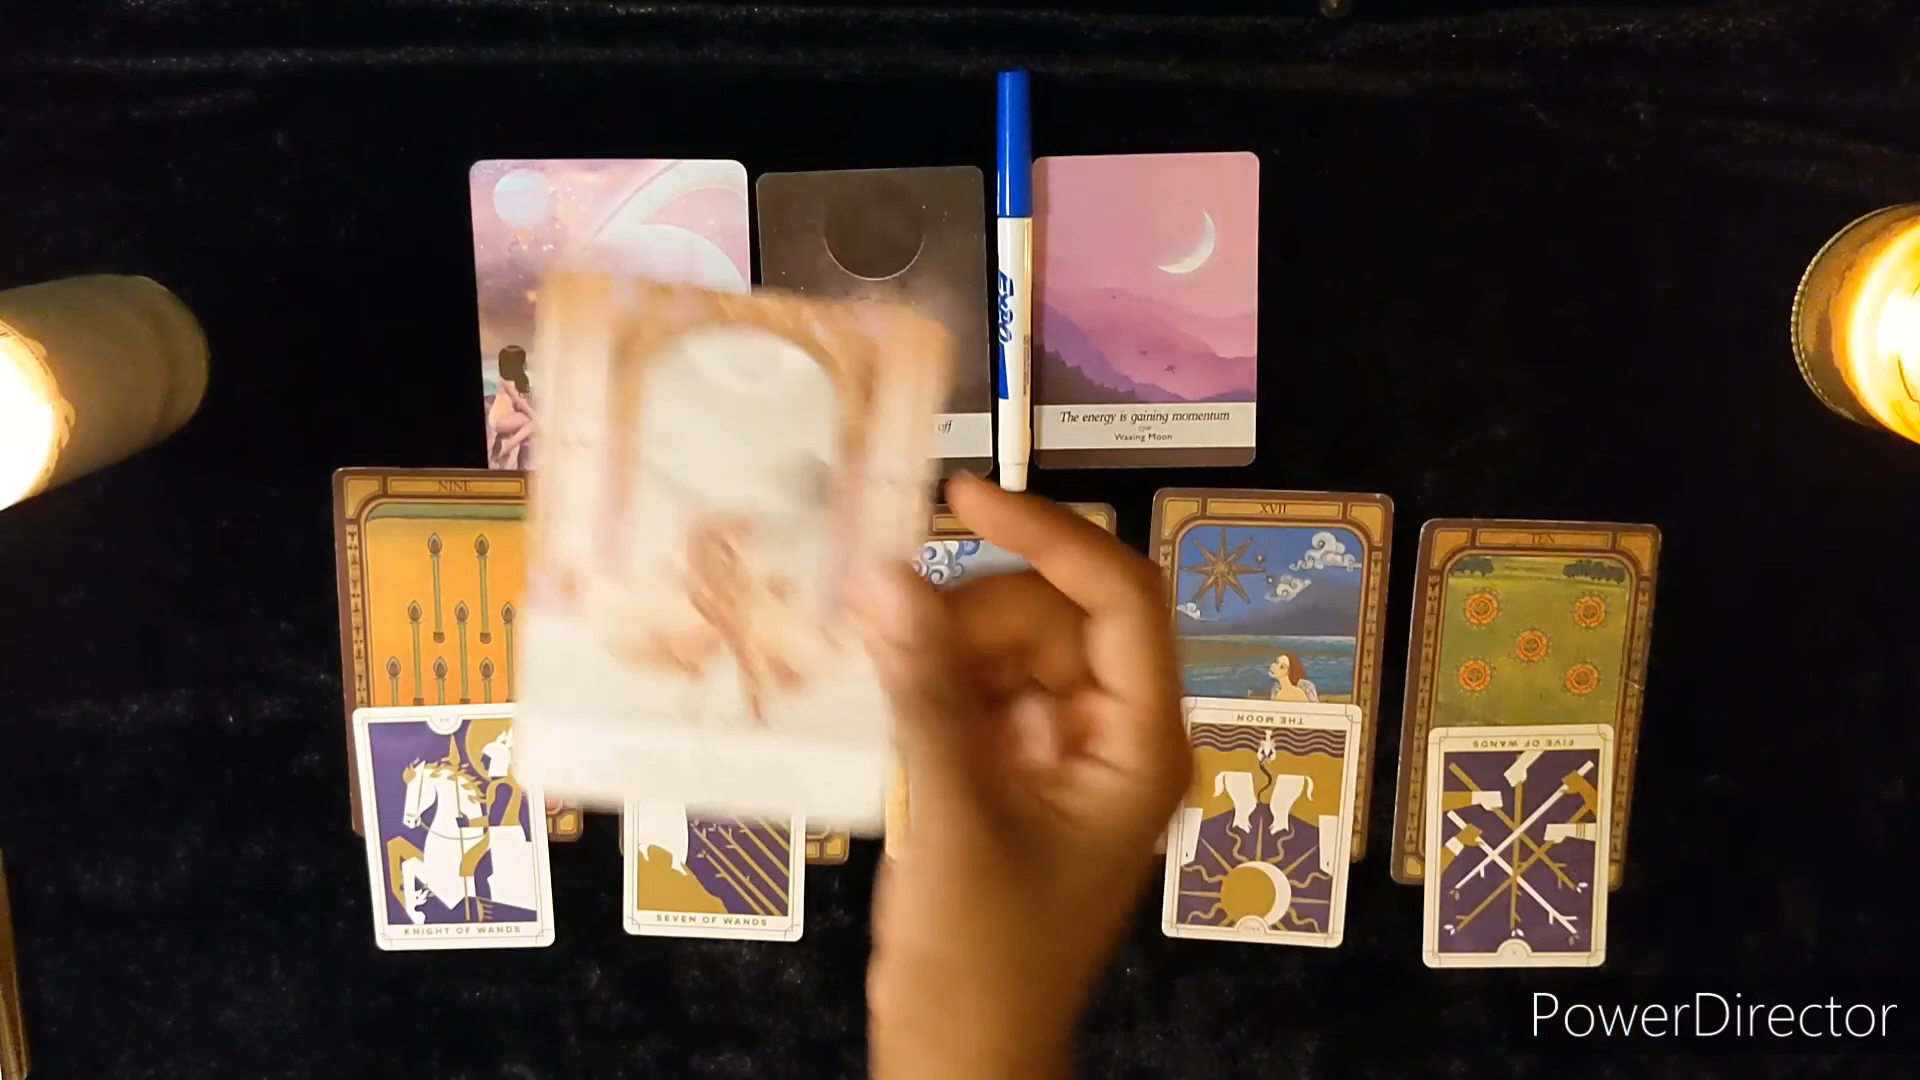 EXPO
off
The energy is gaining momentum
Waxing Moon
NINE
XVII
TEN
THE MOON
FIVE OF WANDS
KNIGHT OF WANDS
SEVEN OF WANDS
PowerDirector